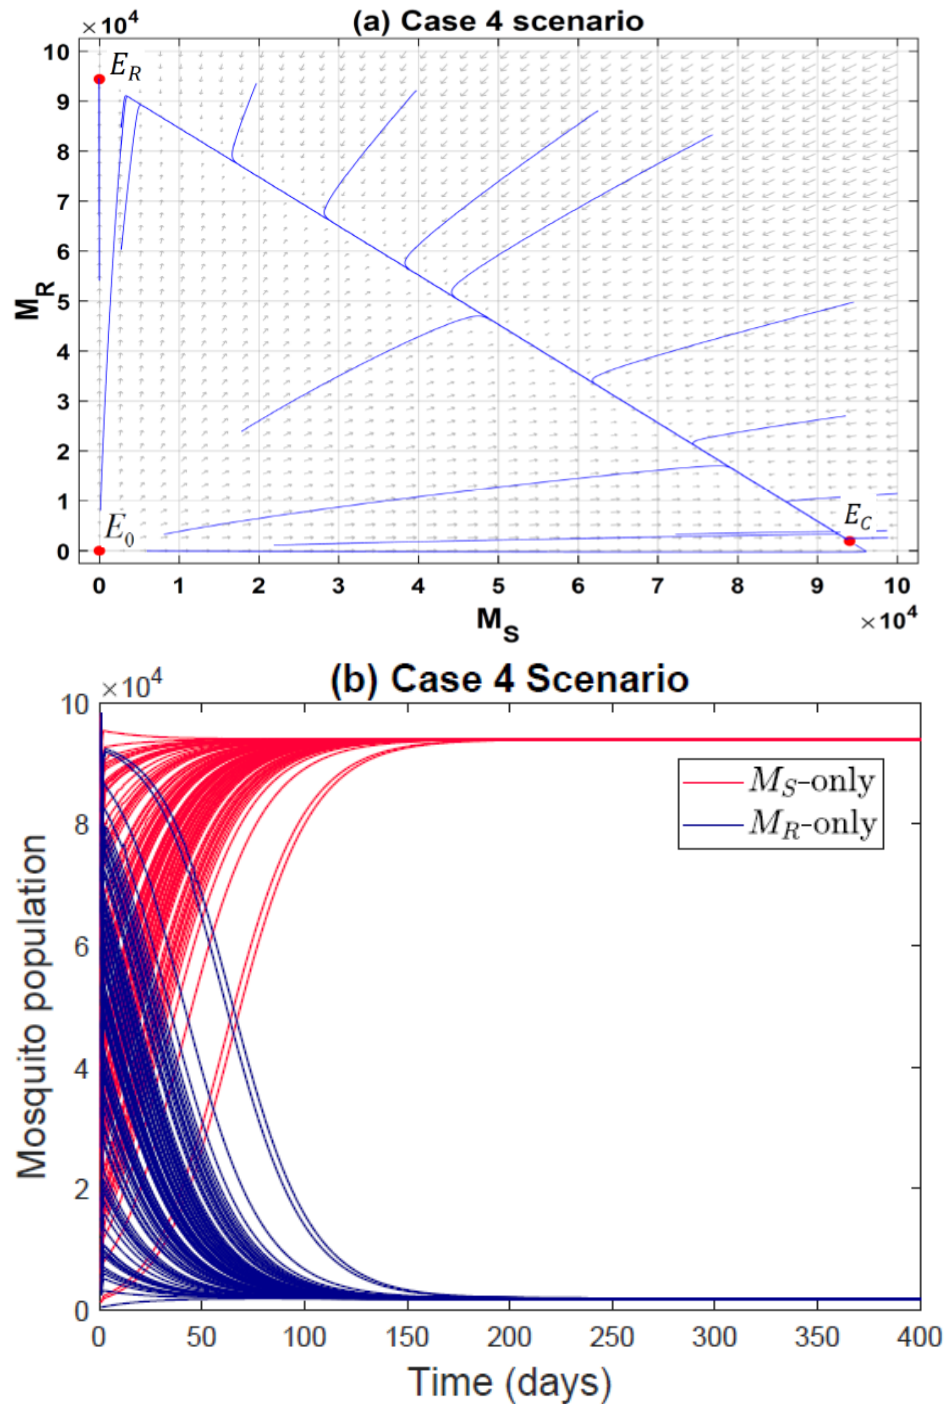 (a) Case 4 scenario
×10⁴
10
9
8
7
6
5
4
3
2
1
0
M_R
E_R
E_0
E_C
0 1 2 3 4 5 6 7 8 9 10
M_S
×10⁴
(b) Case 4 Scenario
×10⁴
10
8
6
4
2
0
Mosquito population
M_S-only
M_R-only
0 50 100 150 200 250 300 350 400
Time (days)